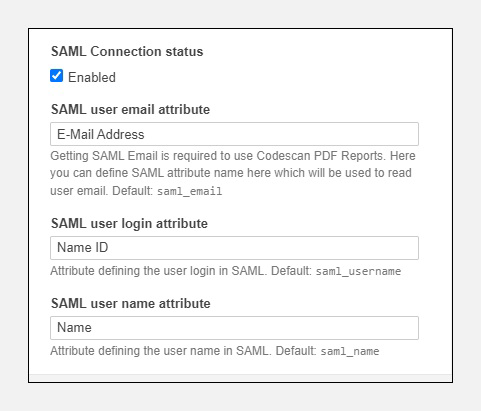 SAML Connection status
Enabled
SAML user email attribute
E-Mail Address
Getting SAML Email is required to use Codescan PDF Reports. Here
you can define SAML attribute name here which will be used to read
user email. Default: saml_email
SAML user login attribute
Name ID
Attribute defining the user login in SAML. Default: saml_username
SAML user name attribute
Name
Attribute defining the user name in SAML. Default: saml_name